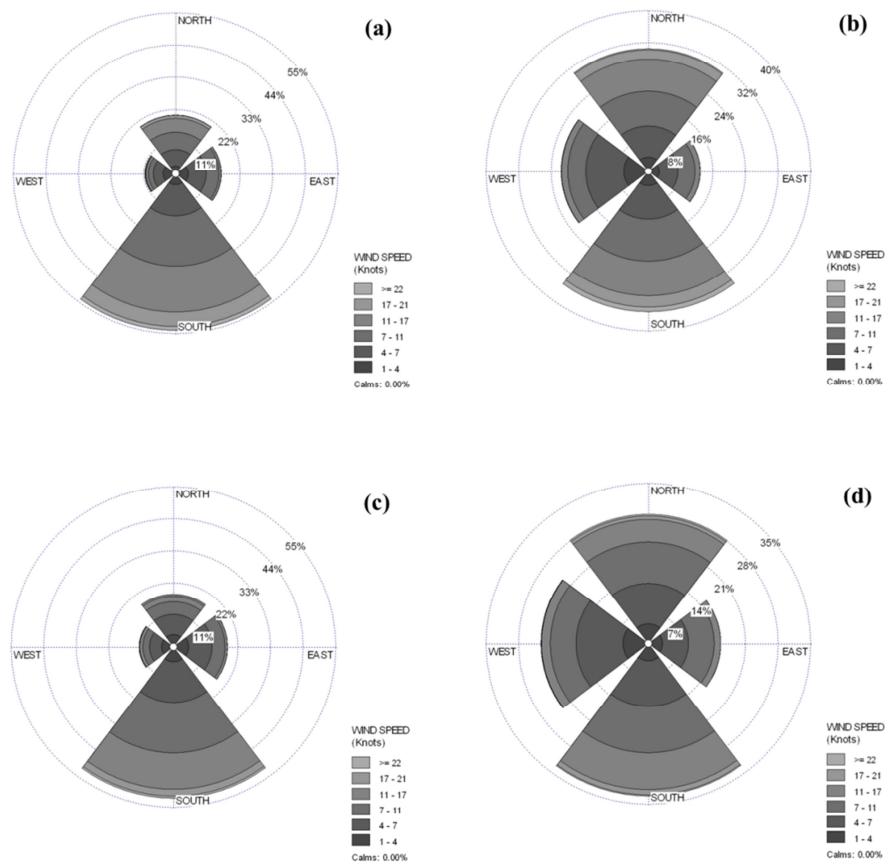 (a)
NORTH
55%
44%
33%
22%
11%
WEST
EAST
SOUTH
WIND SPEED
(Knots)
>= 22
17 - 21
11 - 17
7 - 11
4 - 7
1 - 4
Calms: 0.00%
(b)
NORTH
40%
32%
24%
16%
8%
WEST
EAST
SOUTH
WIND SPEED
(Knots)
>= 22
17 - 21
11 - 17
7 - 11
4 - 7
1 - 4
Calms: 0.00%
(c)
NORTH
55%
44%
33%
22%
11%
WEST
EAST
SOUTH
WIND SPEED
(Knots)
>= 22
17 - 21
11 - 17
7 - 11
4 - 7
1 - 4
Calms: 0.00%
(d)
NORTH
35%
28%
21%
14%
7%
WEST
EAST
SOUTH
WIND SPEED
(Knots)
>= 22
17 - 21
11 - 17
7 - 11
4 - 7
1 - 4
Calms: 0.00%